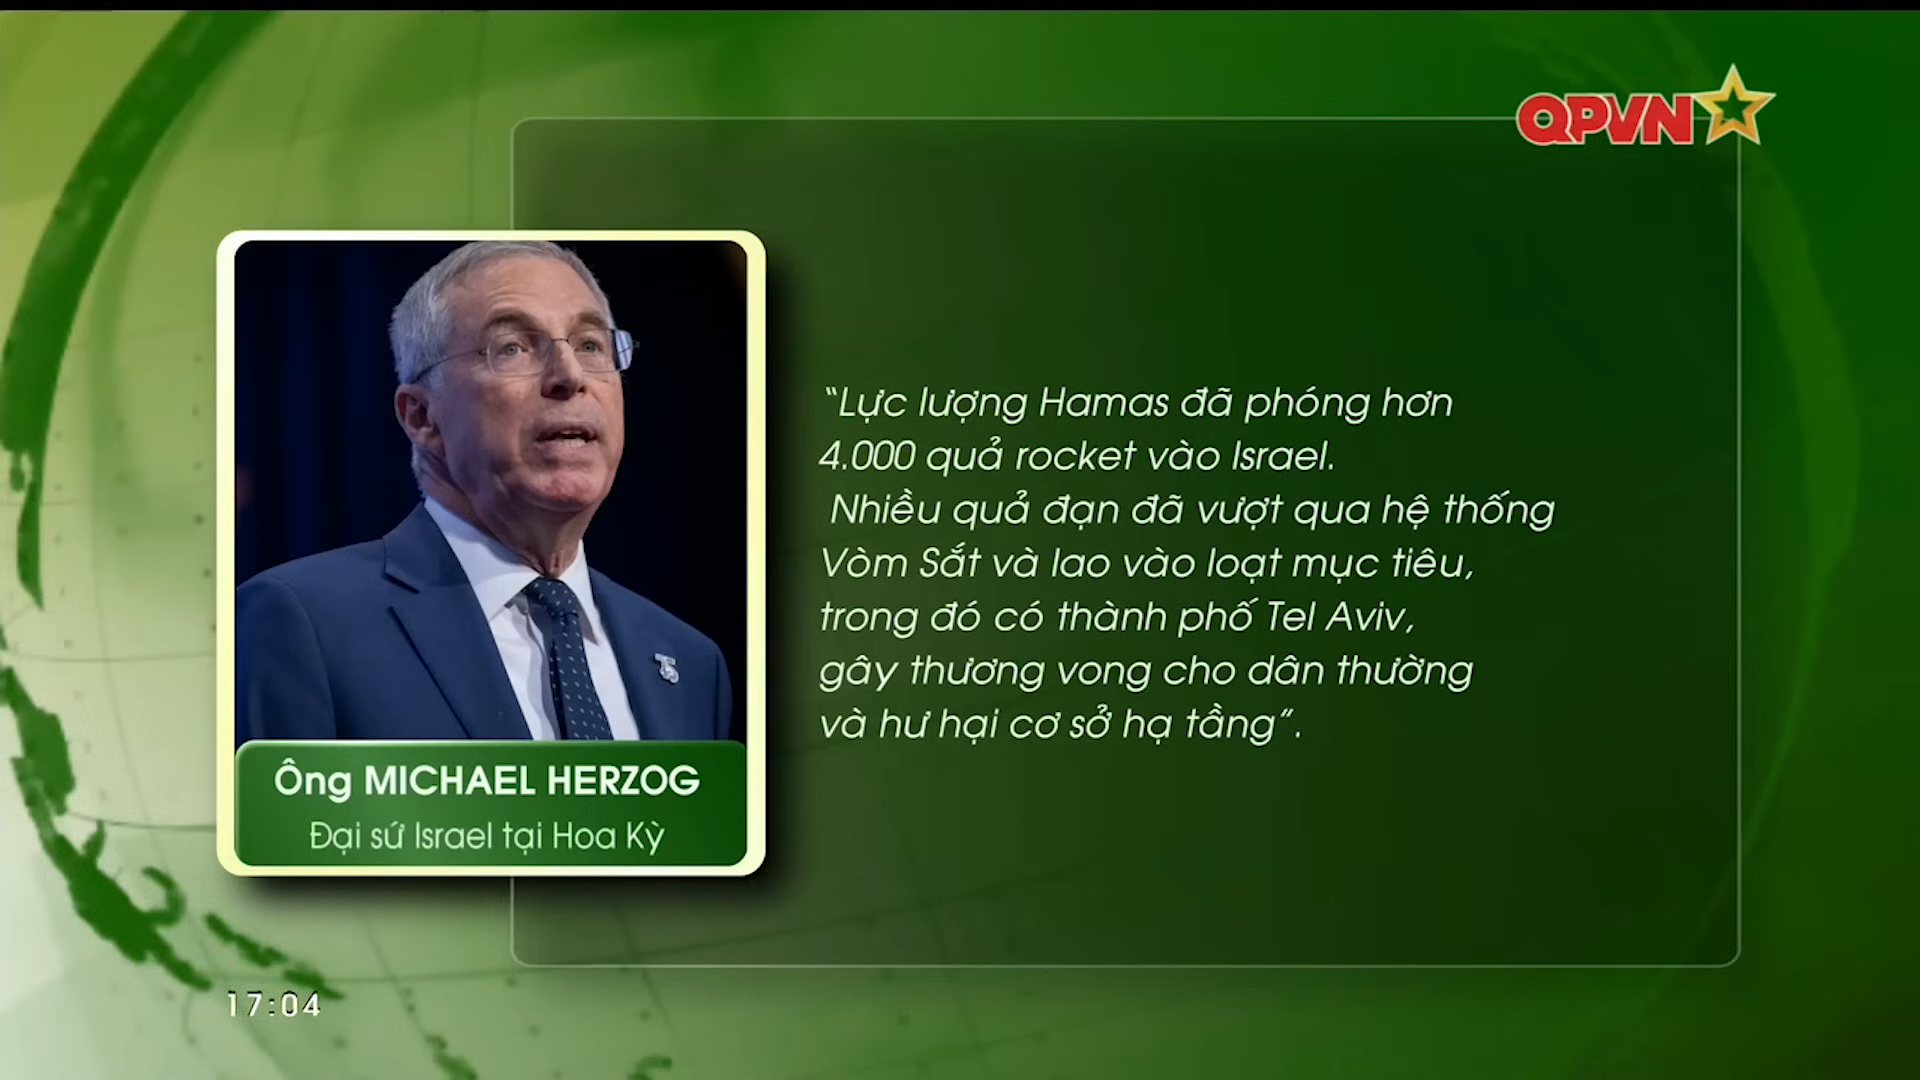 QPVN
“Lực lượng Hamas đã phóng hơn
4.000 quả rocket vào Israel.
Nhiều quả đạn đã vượt qua hệ thống
Vòm Sắt và lao vào loạt mục tiêu,
trong đó có thành phố Tel Aviv,
gây thương vong cho dân thường
và hư hại cơ sở hạ tầng”.
Ông MICHAEL HERZOG
Đại sứ Israel tại Hoa Kỳ
17:04